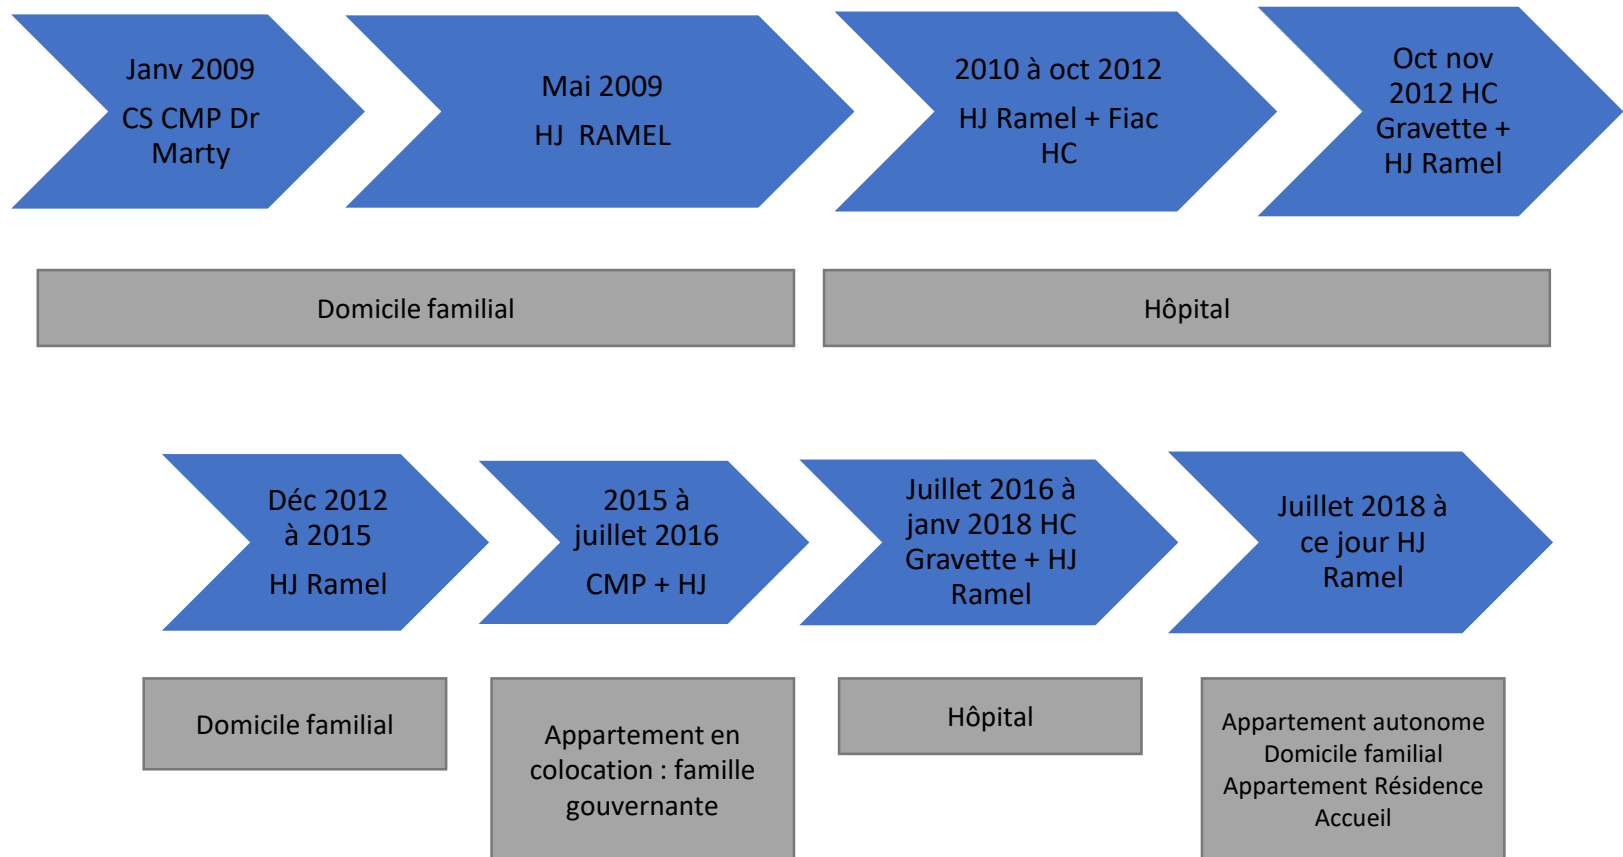 Janv 2009
CS CMP Dr
Marty
Mai 2009
HJ RAMEL
2010 à oct 2012
HJ Ramel + Fiac
HC
Oct nov
2012 HC
Gravette +
HJ Ramel
Domicile familial
Hôpital
Déc 2012
à 2015
HJ Ramel
2015 à
juillet 2016
CMP + HJ
Juillet 2016 à
janv 2018 HC
Gravette + HJ
Ramel
Juillet 2018 à
ce jour HJ
Ramel
Domicile familial
Appartement en
colocation : famille
gouvernante
Hôpital
Appartement autonome
Domicile familial
Appartement Résidence
Accueil